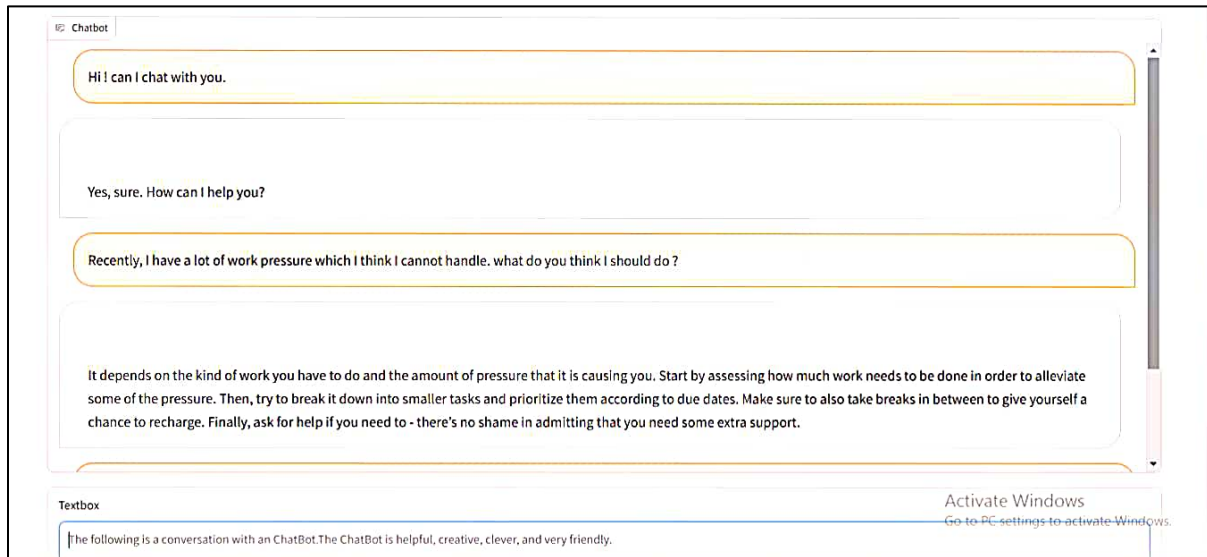 Chatbot
Hi ! can I chat with you.
Yes, sure. How can I help you?
Recently, I have a lot of work pressure which I think I cannot handle. what do you think I should do ?
It depends on the kind of work you have to do and the amount of pressure that it is causing you. Start by assessing how much work needs to be done in order to alleviate
some of the pressure. Then, try to break it down into smaller tasks and prioritize them according to due dates. Make sure to also take breaks in between to give yourself a
chance to recharge. Finally, ask for help if you need to - there's no shame in admitting that you need some extra support.
Textbox
Activate Windows
Go to PC settings to activate Windows.
The following is a conversation with an ChatBot.The ChatBot is helpful, creative, clever, and very friendly.